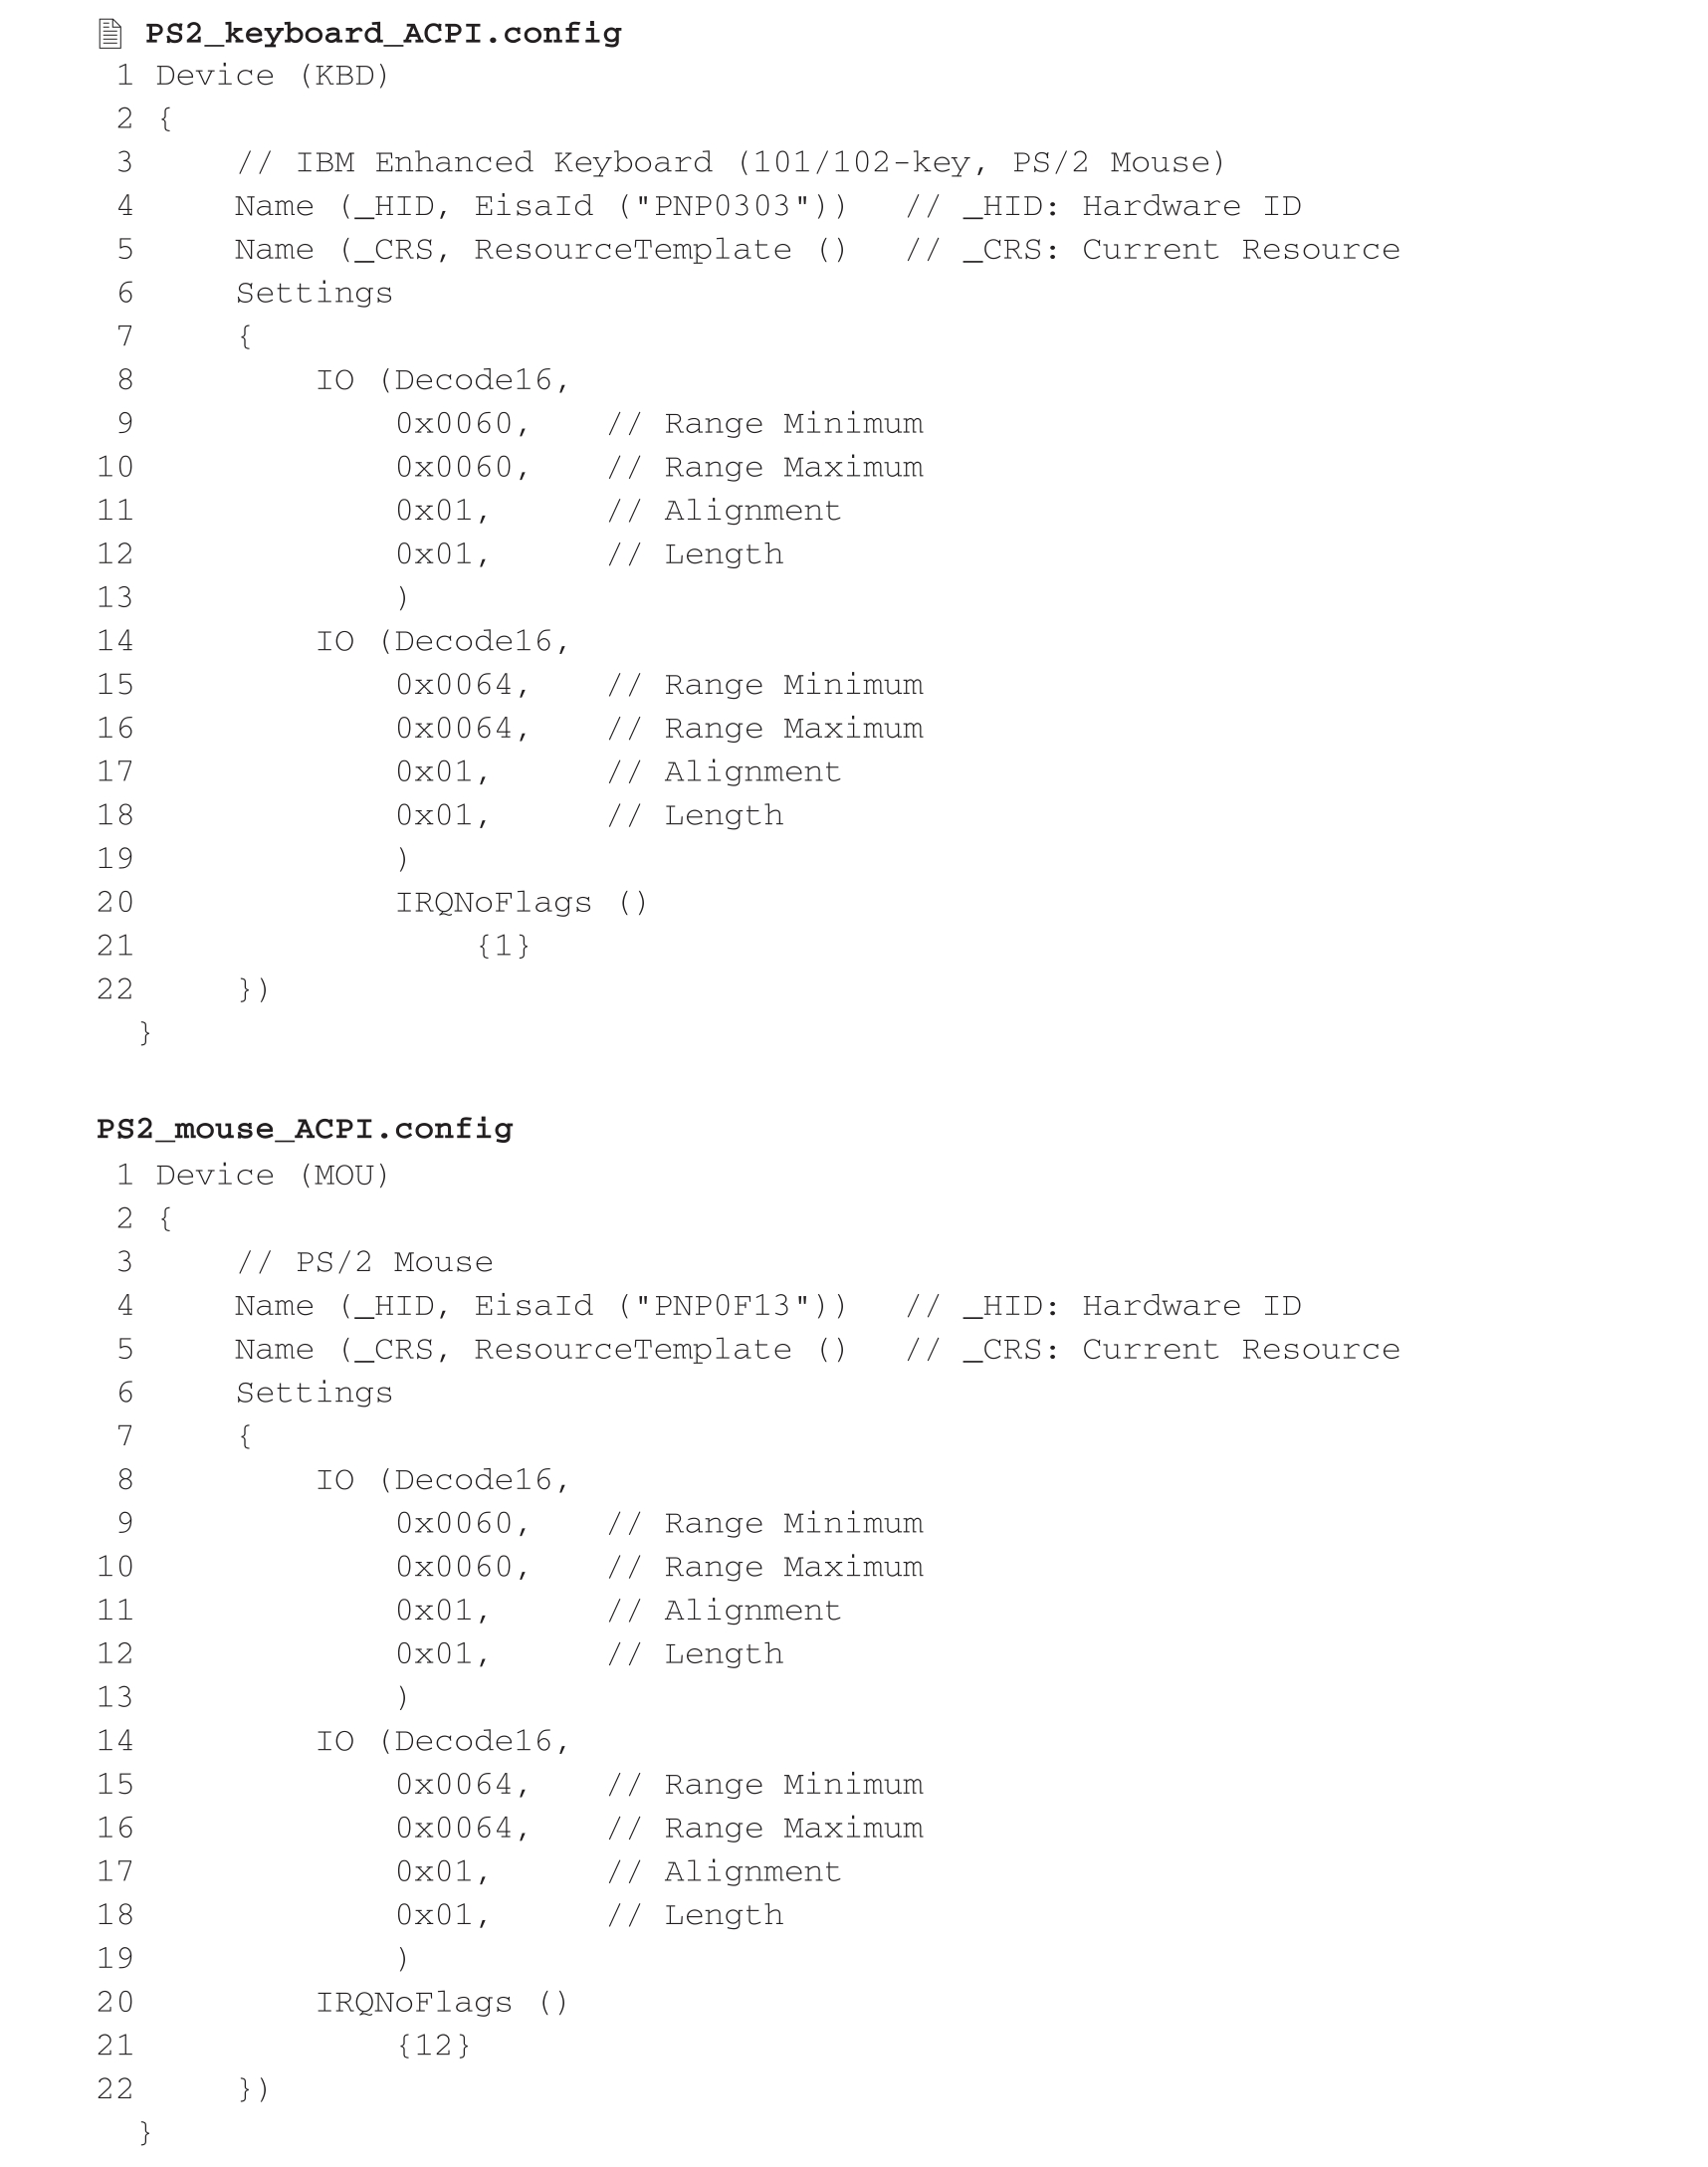 PS2_keyboard_ACPI.config
1 Device (KBD)
2 {
3     // IBM Enhanced Keyboard (101/102-key, PS/2 Mouse)
4     Name (_HID, EisaId ("PNP0303"))   // _HID: Hardware ID
5     Name (_CRS, ResourceTemplate ()   // _CRS: Current Resource
6     Settings
7     {
8         IO (Decode16,
9             0x0060,    // Range Minimum
10             0x0060,    // Range Maximum
11             0x01,      // Alignment
12             0x01,      // Length
13             )
14         IO (Decode16,
15             0x0064,    // Range Minimum
16             0x0064,    // Range Maximum
17             0x01,      // Alignment
18             0x01,      // Length
19             )
20             IRQNoFlags ()
21                 {1}
22     })
}
PS2_mouse_ACPI.config
1 Device (MOU)
2 {
3     // PS/2 Mouse
4     Name (_HID, EisaId ("PNP0F13"))   // _HID: Hardware ID
5     Name (_CRS, ResourceTemplate ()   // _CRS: Current Resource
6     Settings
7     {
8         IO (Decode16,
9             0x0060,    // Range Minimum
10             0x0060,    // Range Maximum
11             0x01,      // Alignment
12             0x01,      // Length
13             )
14         IO (Decode16,
15             0x0064,    // Range Minimum
16             0x0064,    // Range Maximum
17             0x01,      // Alignment
18             0x01,      // Length
19             )
20         IRQNoFlags ()
21             {12}
22     })
}